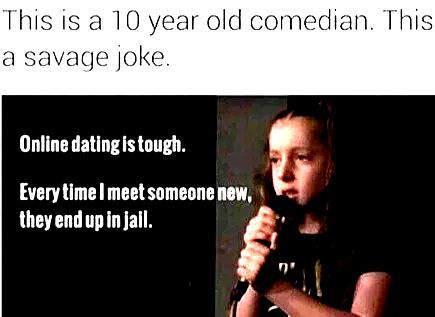 This is a 10 year old comedian. This
a savage joke.
Online dating is tough.
Every time I meet someone new,
they end up in jail.